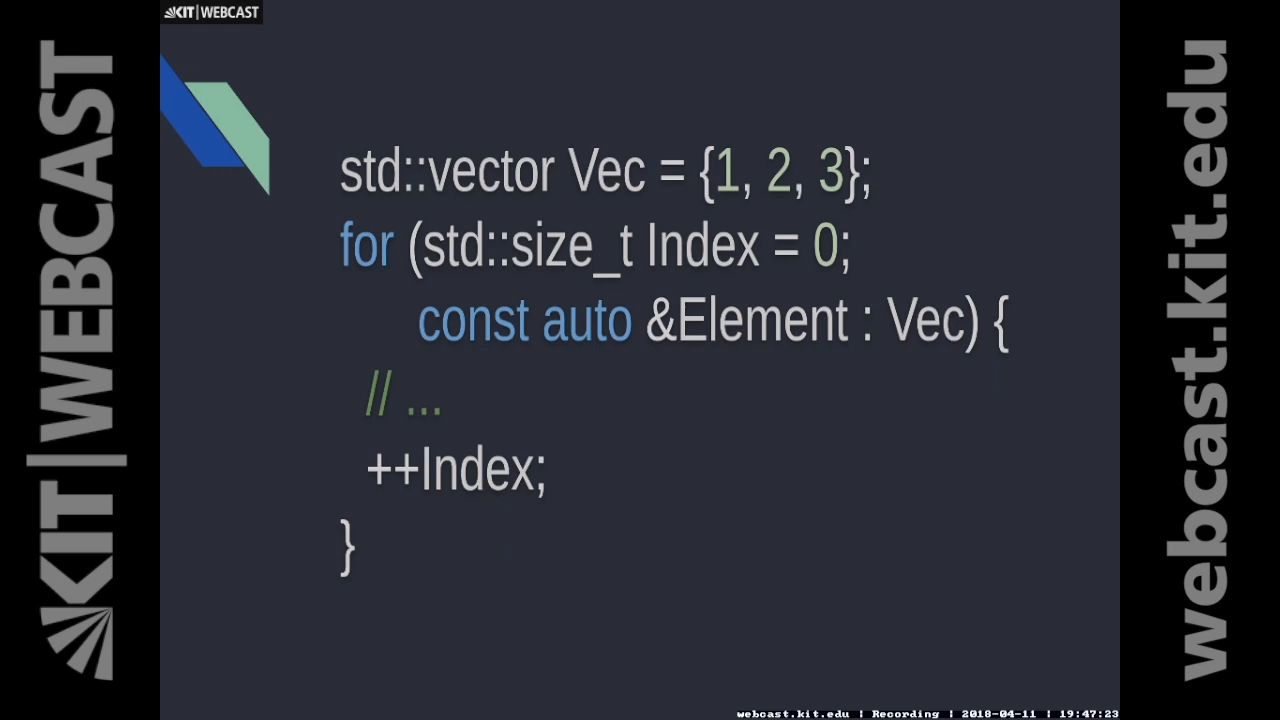 KIT|WEBCAST
KIT|WEBCAST
std::vector Vec = {1, 2, 3};
for (std::size_t Index = 0;
const auto &Element : Vec) {
// ...
++Index;
}
webcast.kit.edu
webcast.kit.edu | Recording | 2018-04-11 | 19:47:23